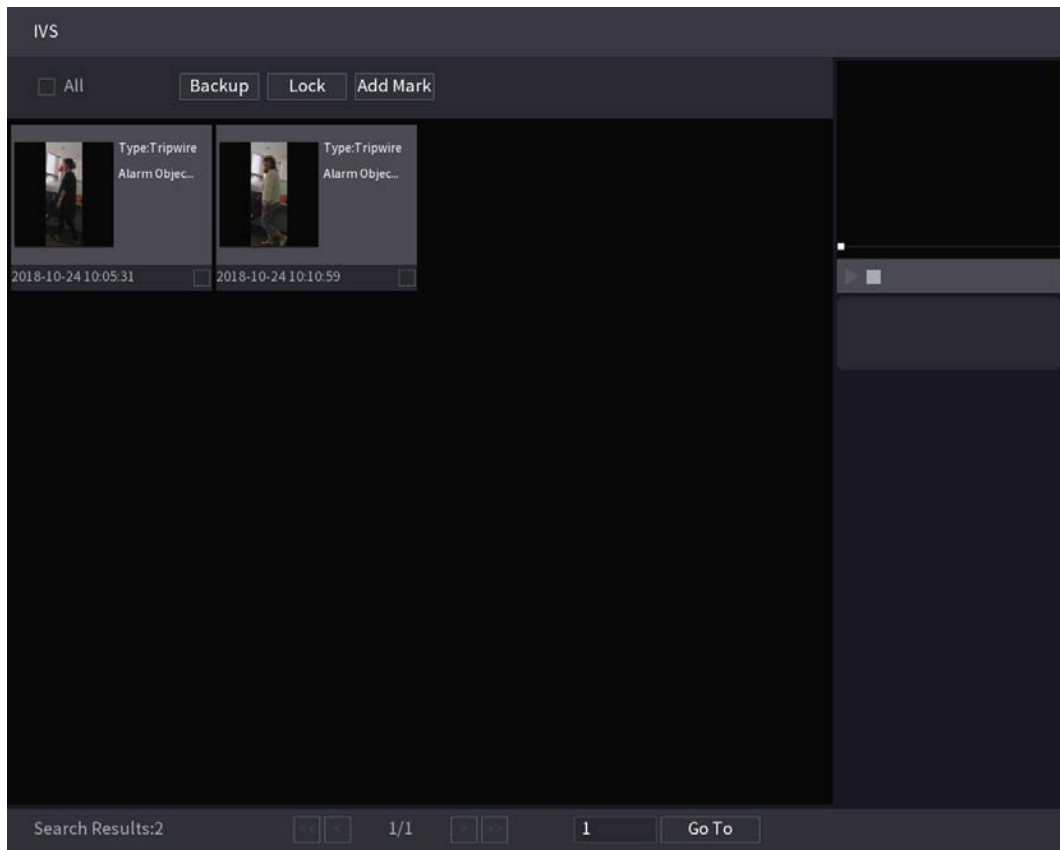 IVS
All
Backup
Lock
Add Mark
Type:Tripwire
Alarm Objec...
2018-10-24 10:05:31
Type:Tripwire
Alarm Objec...
2018-10-24 10:10:59
Search Results:2
<< < 1/1 > >>
1
Go To